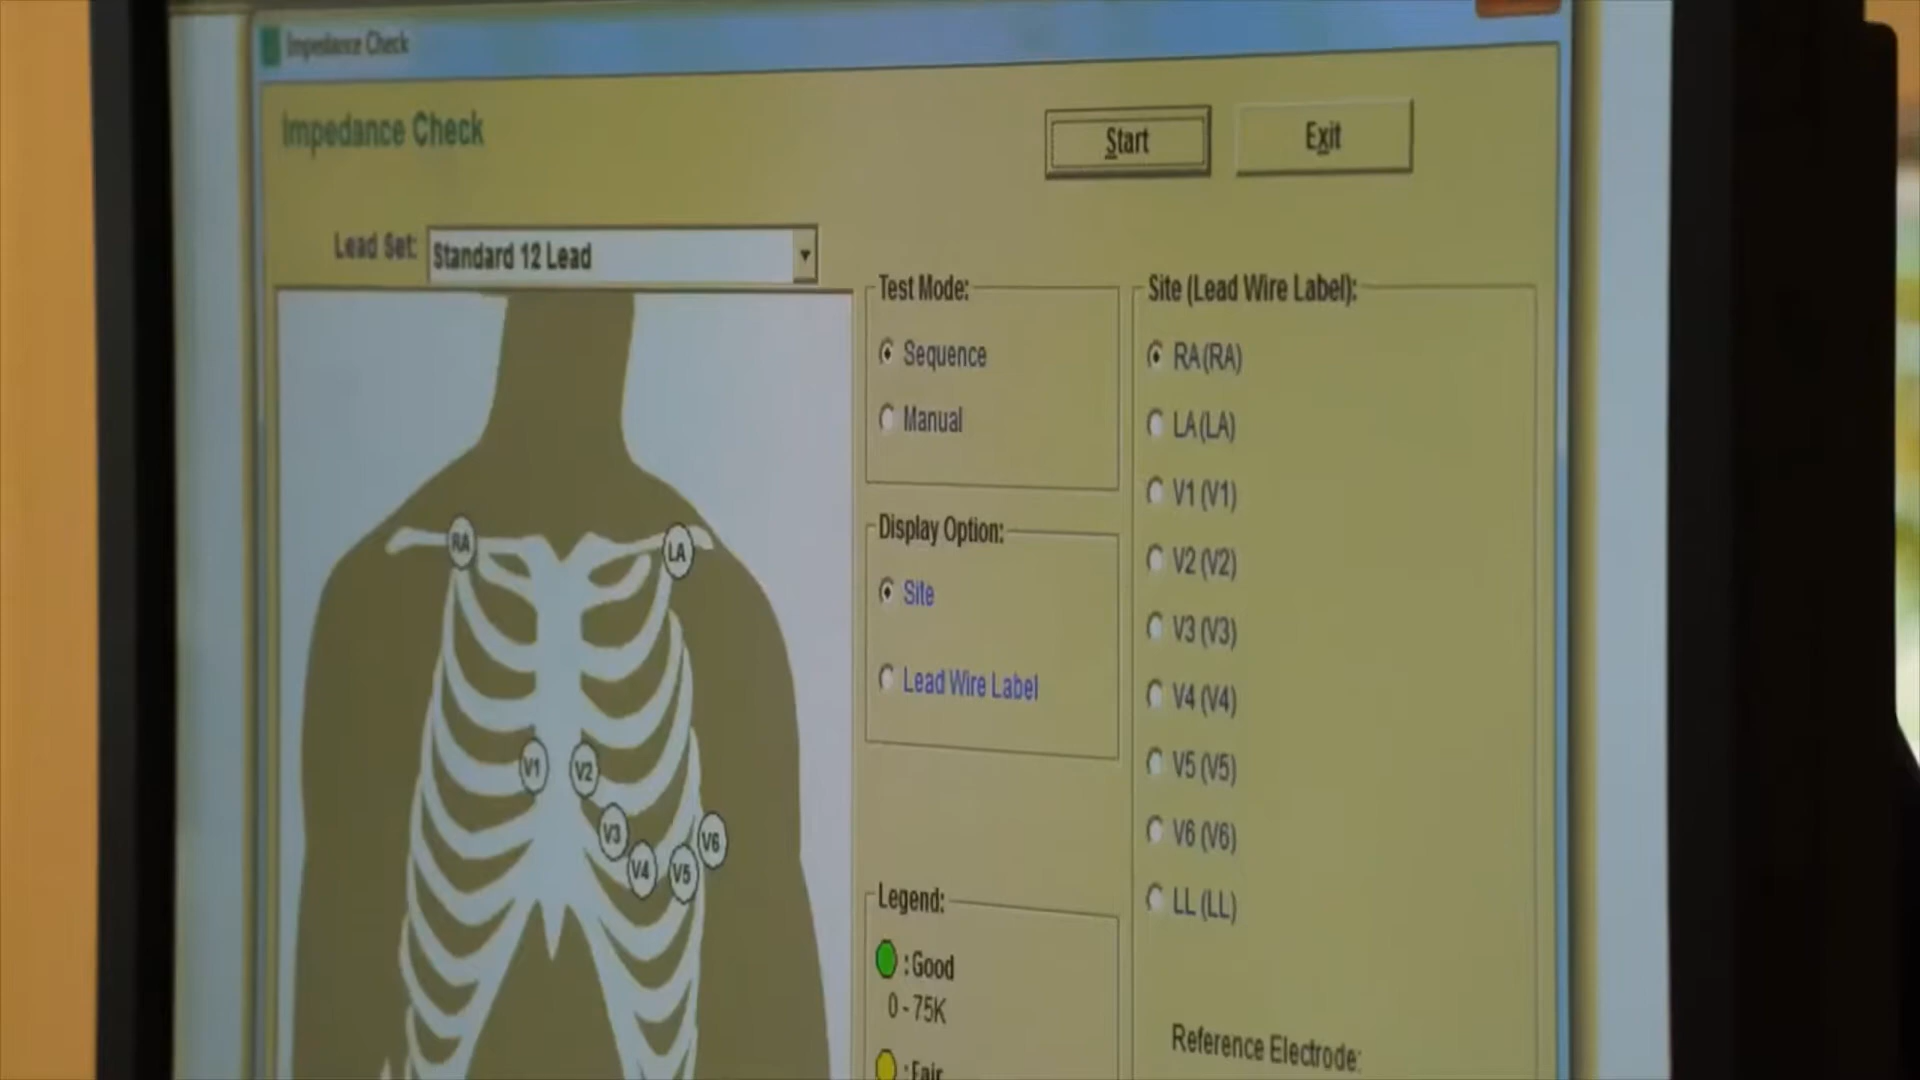 Impedance Check
Impedance Check
Start
Exit
Lead Set:
Standard 12 Lead
Test Mode:
Sequence
Manual
Display Option:
Site
Lead Wire Label
Legend:
:Good
0 - 75K
:Fair
Site (Lead Wire Label):
RA (RA)
LA (LA)
V1 (V1)
V2 (V2)
V3 (V3)
V4 (V4)
V5 (V5)
V6 (V6)
LL (LL)
Reference Electrode:
RA
LA
V1
V2
V3
V4
V5
V6